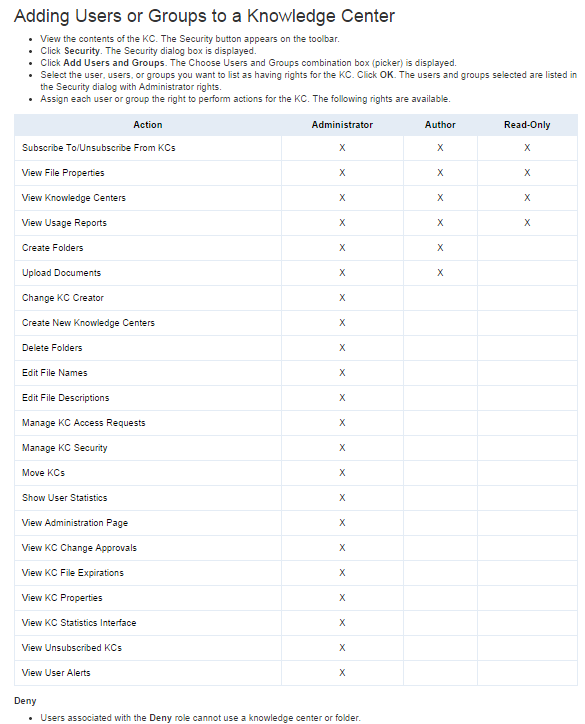 Adding Users or Groups to a Knowledge Center
• View the contents of the KC. The Security button appears on the toolbar.
• Click Security. The Security dialog box is displayed.
• Click Add Users and Groups. The Choose Users and Groups combination box (picker) is displayed.
• Select the user, users, or groups you want to list as having rights for the KC. Click OK. The users and groups selected are listed in
the Security dialog with Administrator rights.
• Assign each user or group the right to perform actions for the KC. The following rights are available.
Action Administrator Author Read-Only
Subscribe To/Unsubscribe From KCs X X X
View File Properties X X X
View Knowledge Centers X X X
View Usage Reports X X X
Create Folders X X
Upload Documents X X
Change KC Creator X
Create New Knowledge Centers X
Delete Folders X
Edit File Names X
Edit File Descriptions X
Manage KC Access Requests X
Manage KC Security X
Move KCs X
Show User Statistics X
View Administration Page X
View KC Change Approvals X
View KC File Expirations X
View KC Properties X
View KC Statistics Interface X
View Unsubscribed KCs X
View User Alerts X
Deny
• Users associated with the Deny role cannot use a knowledge center or folder.